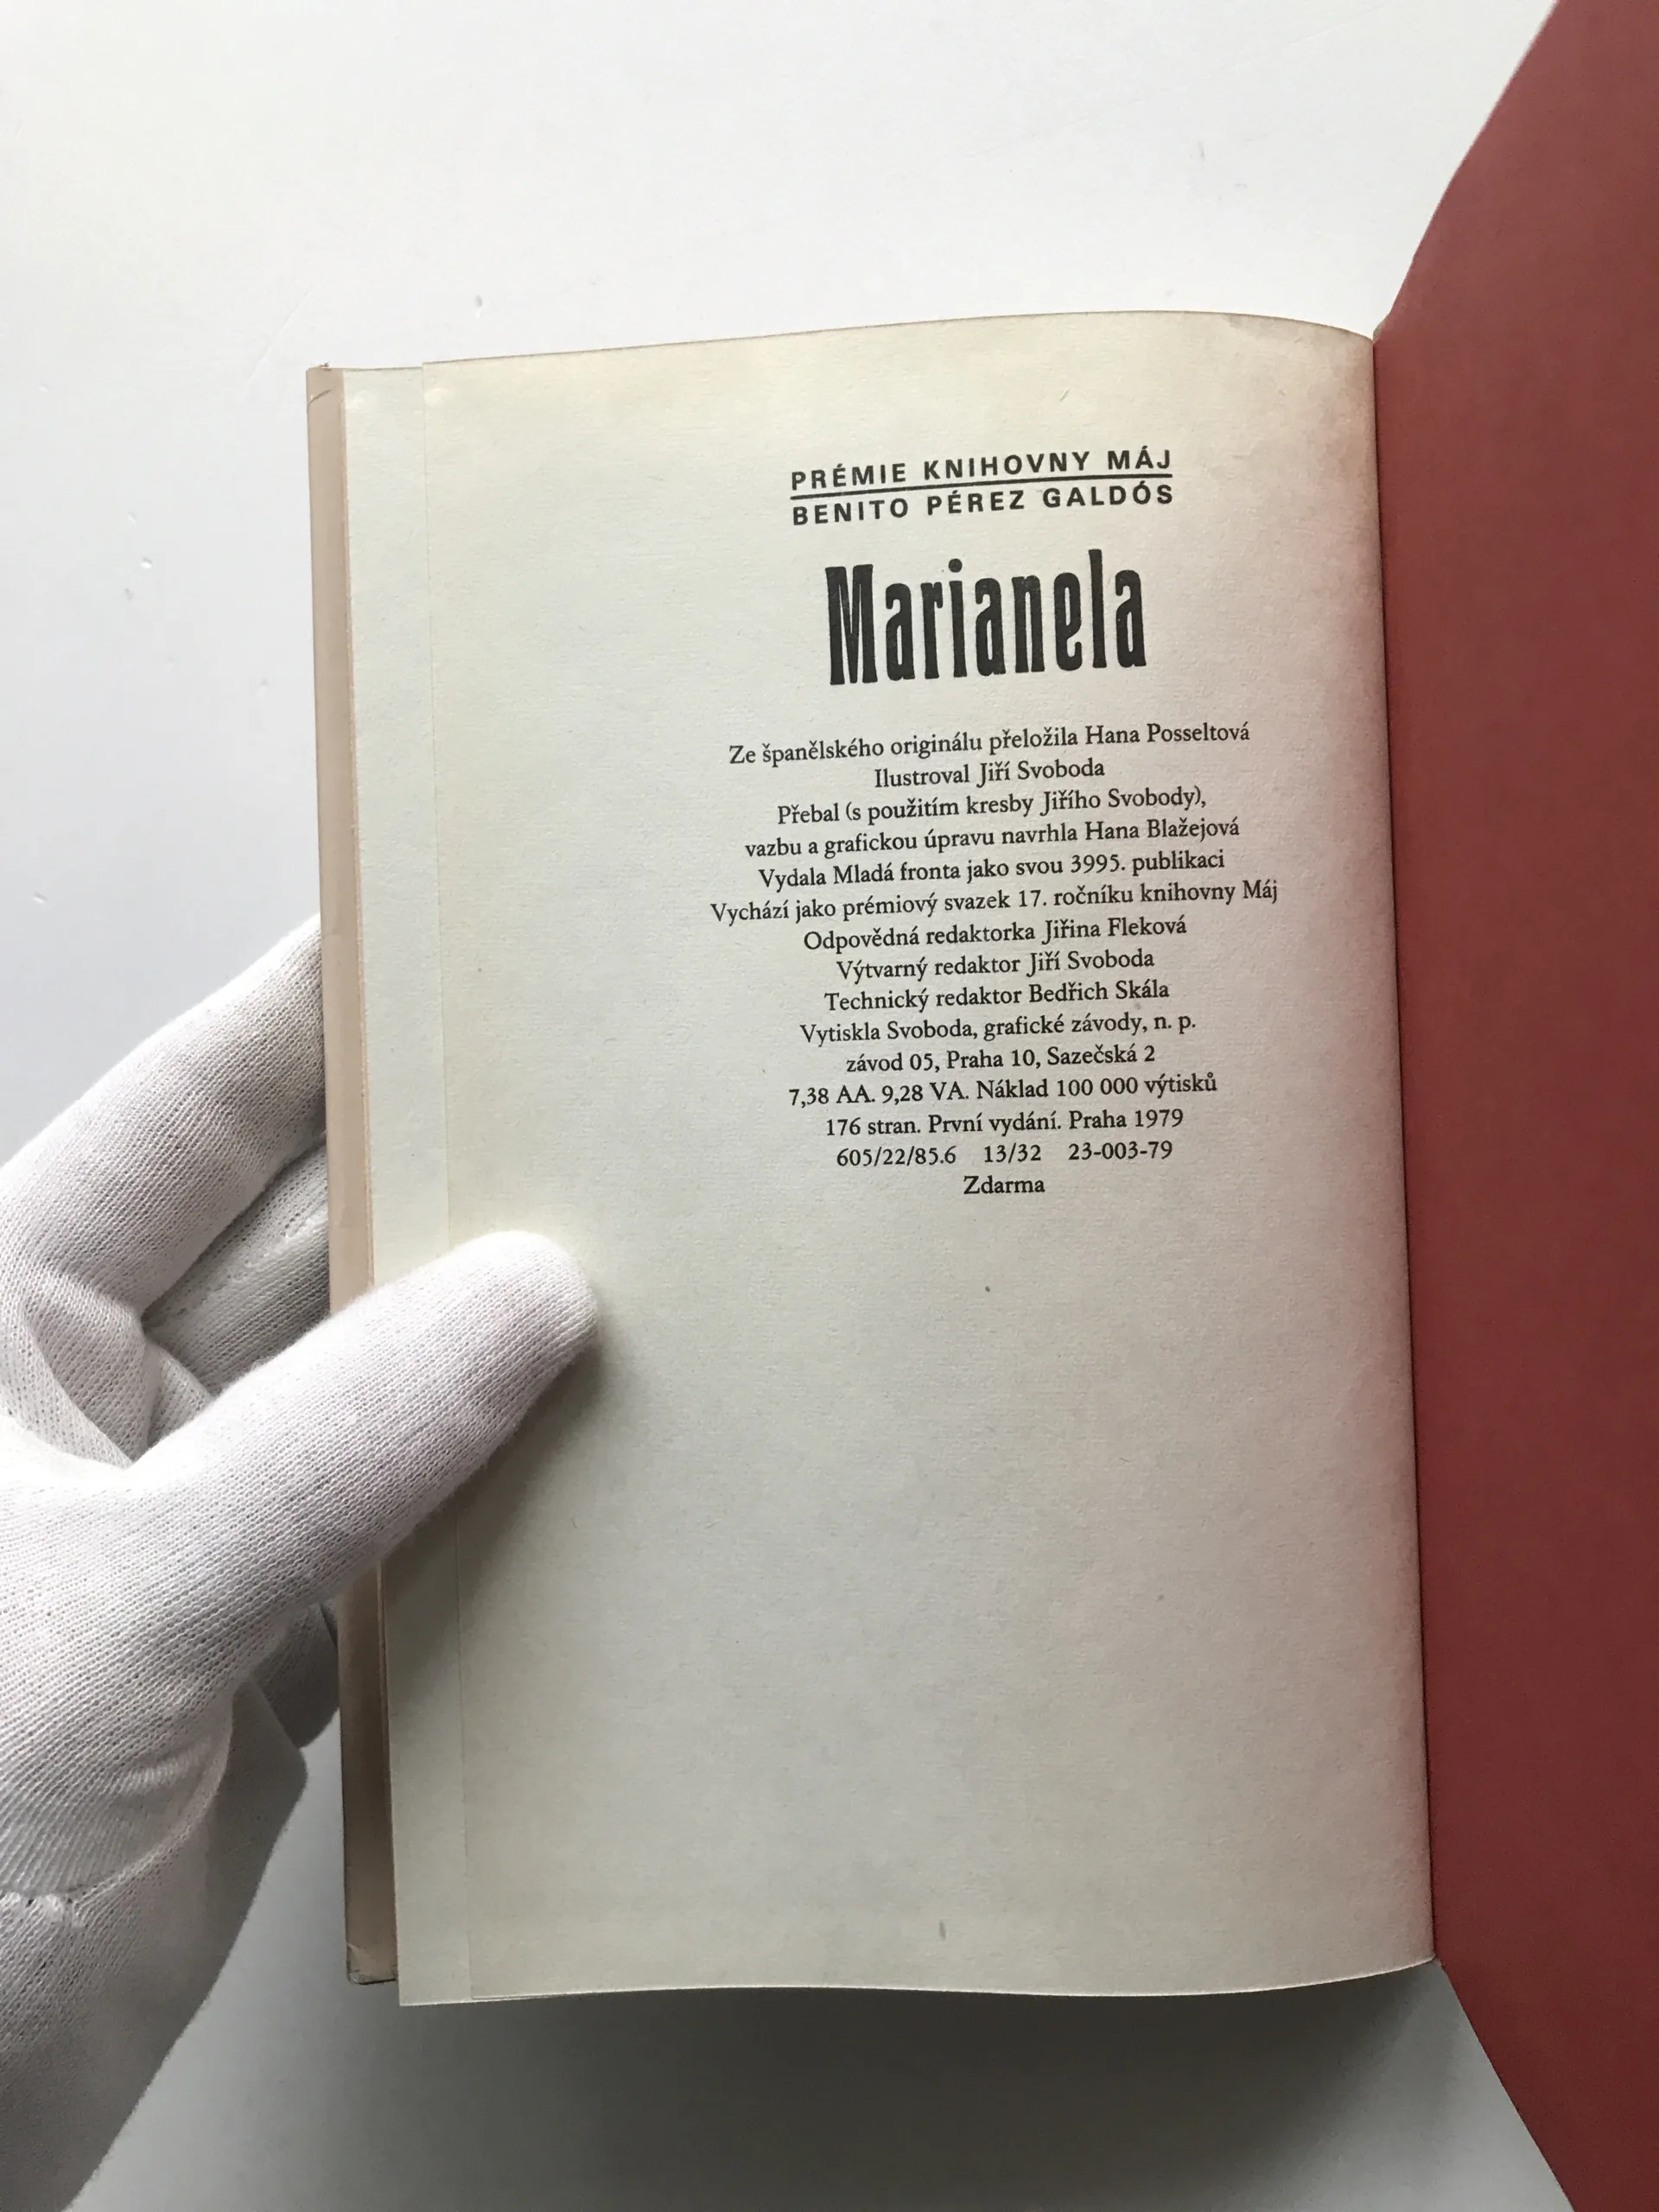 PRÉMIE KNIHOVNY MÁJ
BENITO PÉREZ GALDÓS
Marianela
Ze španělského originálu přeložila Hana Posseltová
Ilustroval Jiří Svoboda
Přebal (s použitím kresby Jiřího Svobody),
vazbu a grafickou úpravu navrhla Hana Blažejová
Vydala Mladá fronta jako svou 3995. publikaci
Vychází jako prémiový svazek 17. ročníku knihovny Máj
Odpovědná redaktorka Jiřina Fleková
Výtvarný redaktor Jiří Svoboda
Technický redaktor Bedřich Skála
Vytiskla Svoboda, grafické závody, n. p.
závod 05, Praha 10, Sazečská 2
7,38 AA. 9,28 VA. Náklad 100 000 výtisků
176 stran. První vydání. Praha 1979
605/22/85.6 13/32 23-003-79
Zdarma